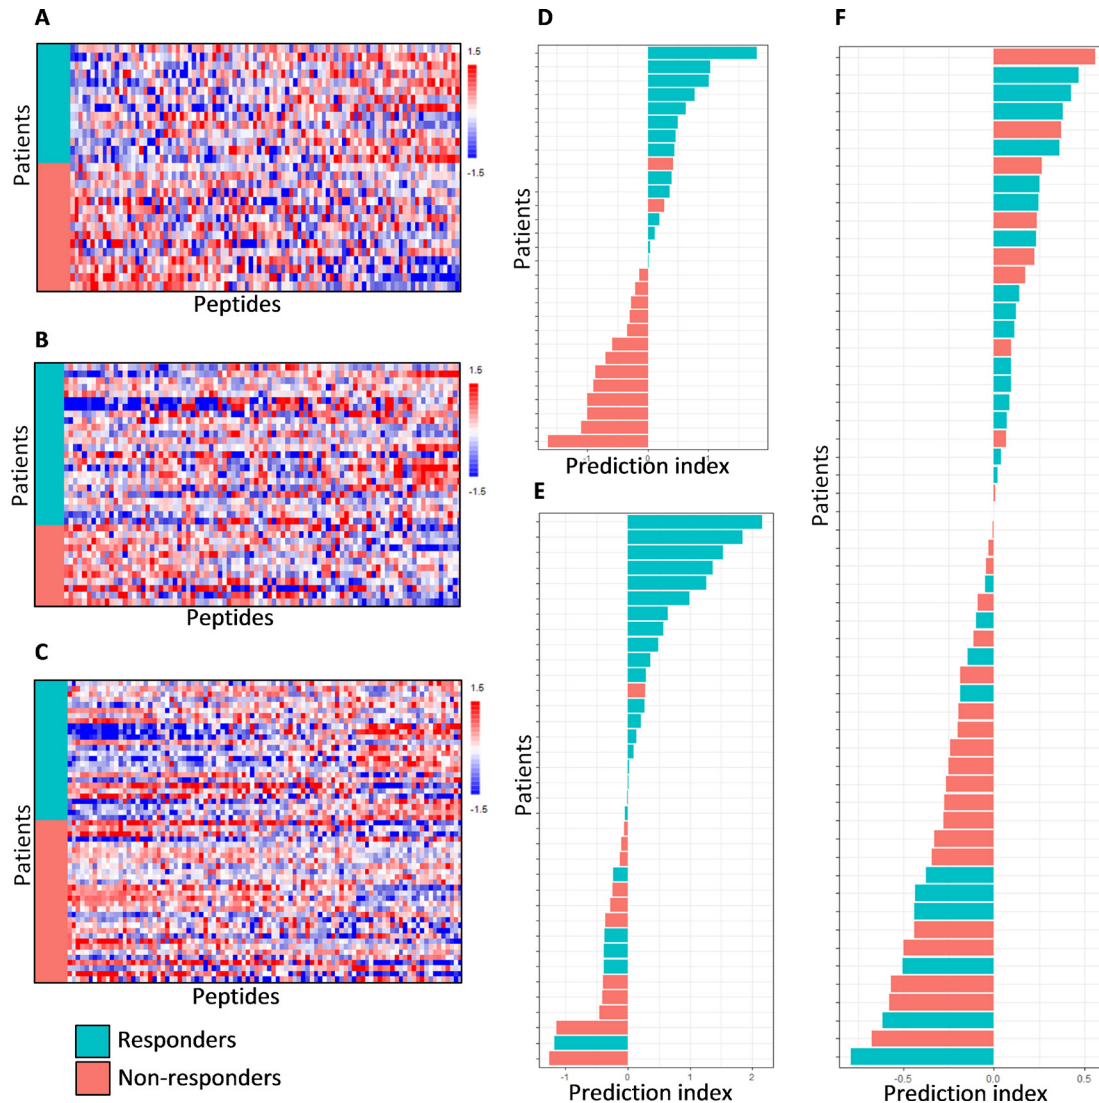 A
Patients
1.5
-1.5
Peptides
B
Patients
1.5
-1.5
Peptides
C
Patients
1.5
-1.5
Peptides
Responders
Non-responders
D
Patients
-1 0 1
Prediction index
E
Patients
-1 0 1 2
Prediction index
F
Patients
-0.5 0.0 0.5
Prediction index